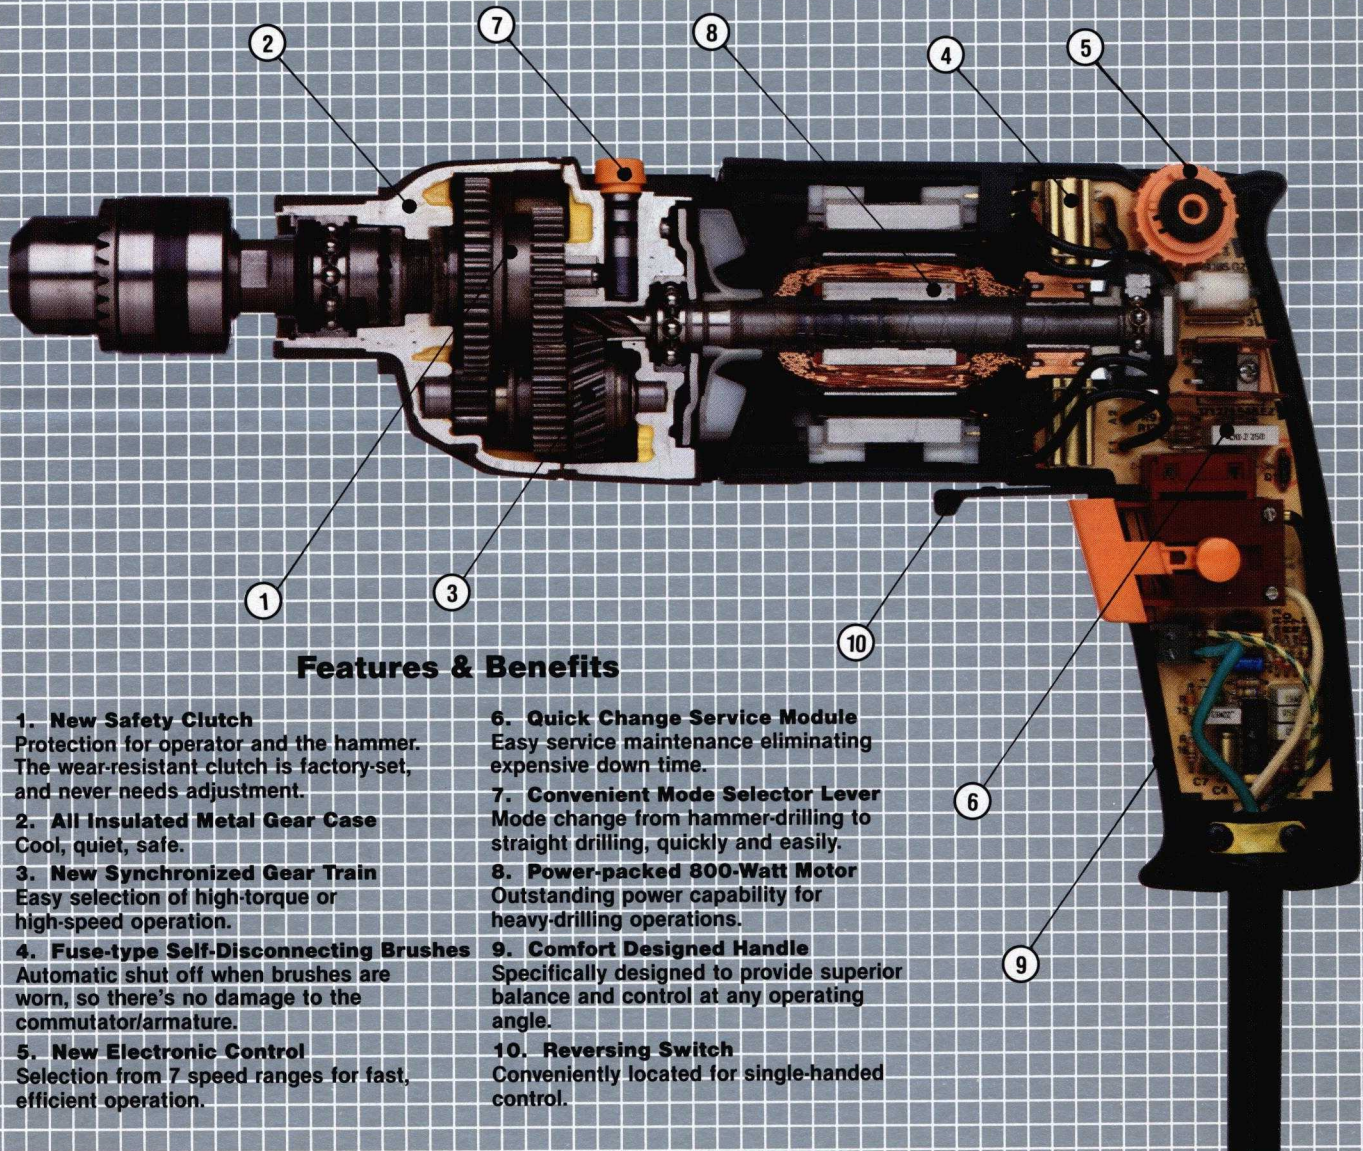 2
7
8
4
5
1
3
10
6
9
Features & Benefits
1. New Safety Clutch
Protection for operator and the hammer.
The wear-resistant clutch is factory-set,
and never needs adjustment.
2. All Insulated Metal Gear Case
Cool, quiet, safe.
3. New Synchronized Gear Train
Easy selection of high-torque or
high-speed operation.
4. Fuse-type Self-Disconnecting Brushes
Automatic shut off when brushes are
worn, so there's no damage to the
commutator/armature.
5. New Electronic Control
Selection from 7 speed ranges for fast,
efficient operation.
6. Quick Change Service Module
Easy service maintenance eliminating
expensive down time.
7. Convenient Mode Selector Lever
Mode change from hammer-drilling to
straight drilling, quickly and easily.
8. Power-packed 800-Watt Motor
Outstanding power capability for
heavy-drilling operations.
9. Comfort Designed Handle
Specifically designed to provide superior
balance and control at any operating
angle.
10. Reversing Switch
Conveniently located for single-handed
control.
C7
C4